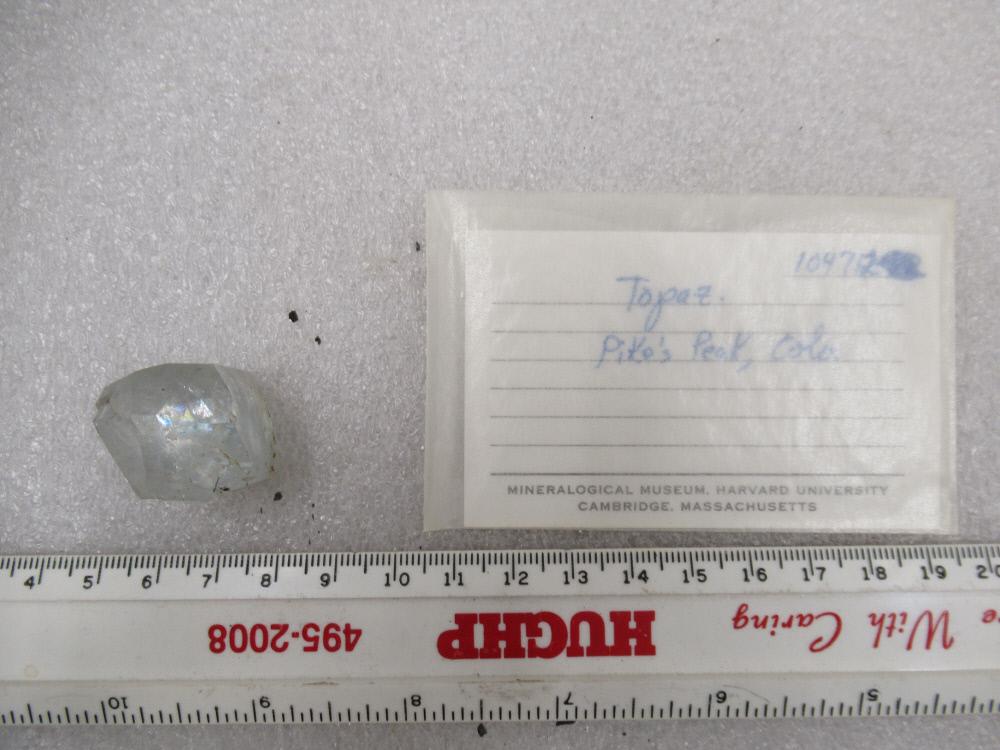 Topaz.
Pike's Peak, Colo.
MINERALOGICAL MUSEUM, HARVARD UNIVERSITY
CAMBRIDGE, MASSACHUSETTS
4 5 6 7 8 9 10 11 12 13 14 15 16 17 18 19 20
With Caring
HUGHP
495-2008
5 6 7 8 9 10